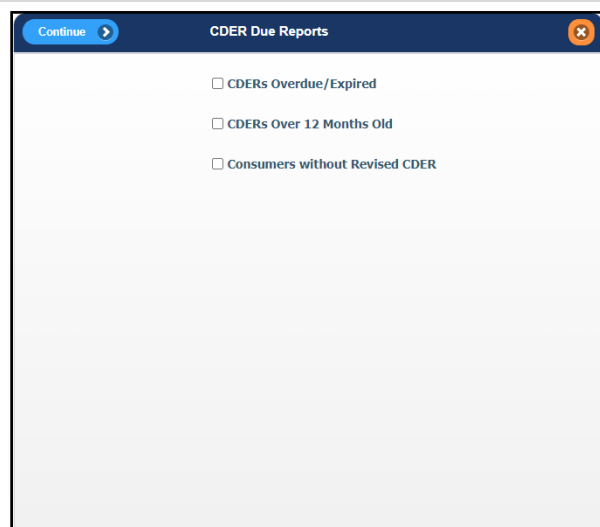 Continue
CDER Due Reports
CDERs Overdue/Expired
CDERs Over 12 Months Old
Consumers without Revised CDER